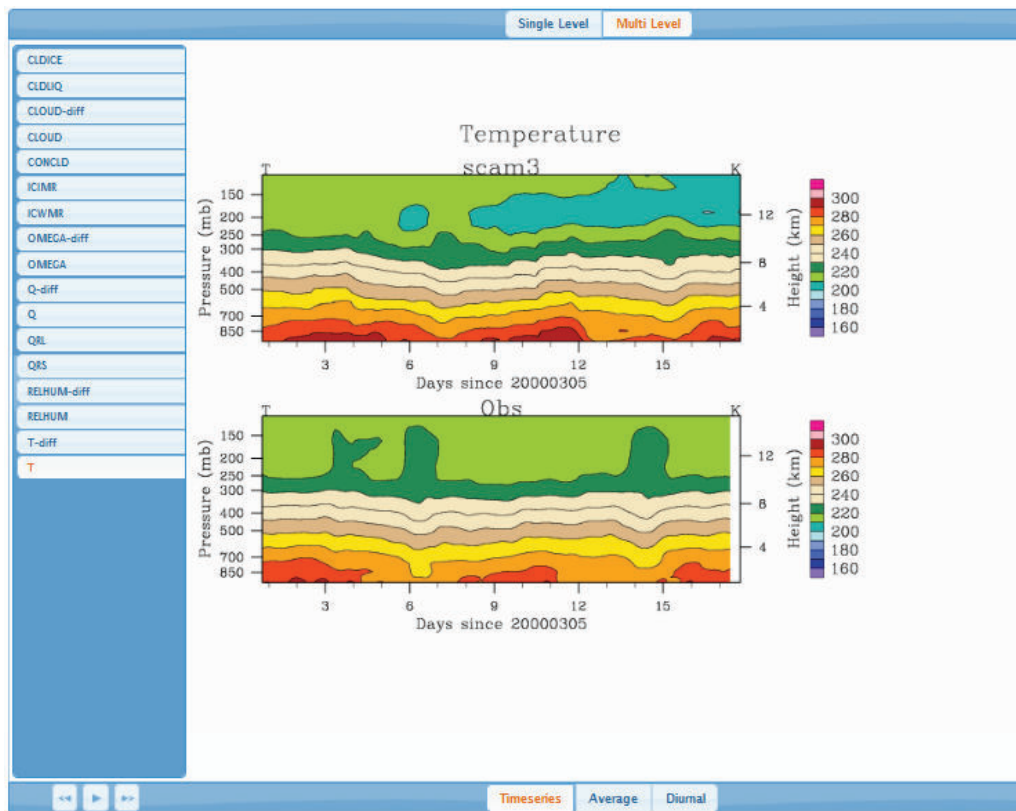 Single Level Multi Level
CLDICE
CLDLIQ
CLOUD-diff
CLOUD
CONCLD
ICIMR
ICWMR
OMEGA-diff
OMEGA
Q-diff
Q
QRL
QRS
RELHUM-diff
RELHUM
T-diff
T
Temperature
T scam3 K
Pressure (mb)
150
200
250
300
400
500
700
850
12
8
4
Height (km)
300
280
260
240
220
200
180
160
3 6 9 12 15
Days since 20000305
T Obs K
Pressure (mb)
150
200
250
300
400
500
700
850
12
8
4
Height (km)
300
280
260
240
220
200
180
160
3 6 9 12 15
Days since 20000305
Timeseries Average Diurnal